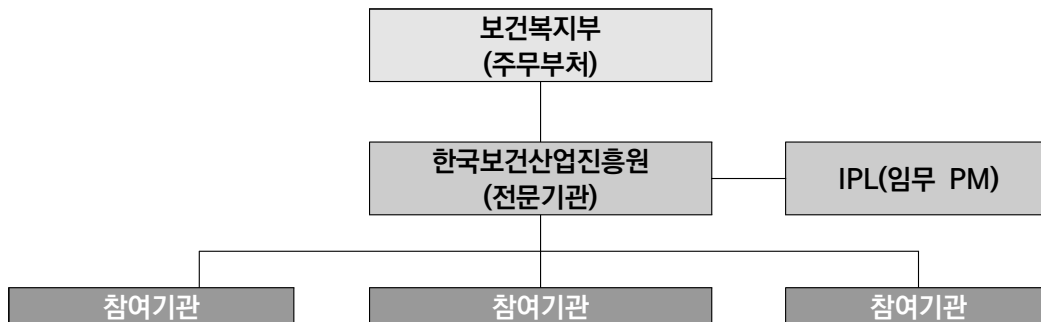 보건복지부
(주무부처)
한국보건산업진흥원
(전문기관)
IPL(임무 PM)
참여기관
참여기관
참여기관